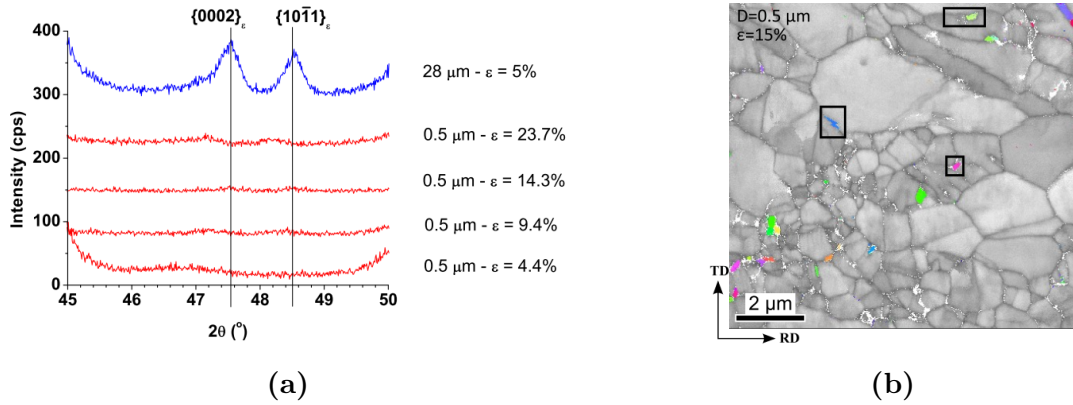 {0002}ε {101̄1}ε
400
300
200
100
0
Intensity (cps)
28 μm - ε = 5%
0.5 μm - ε = 23.7%
0.5 μm - ε = 14.3%
0.5 μm - ε = 9.4%
0.5 μm - ε = 4.4%
45 46 47 48 49 50
2θ (°)
(a)
D=0.5 μm
ε=15%
2 μm
TD
RD
(b)